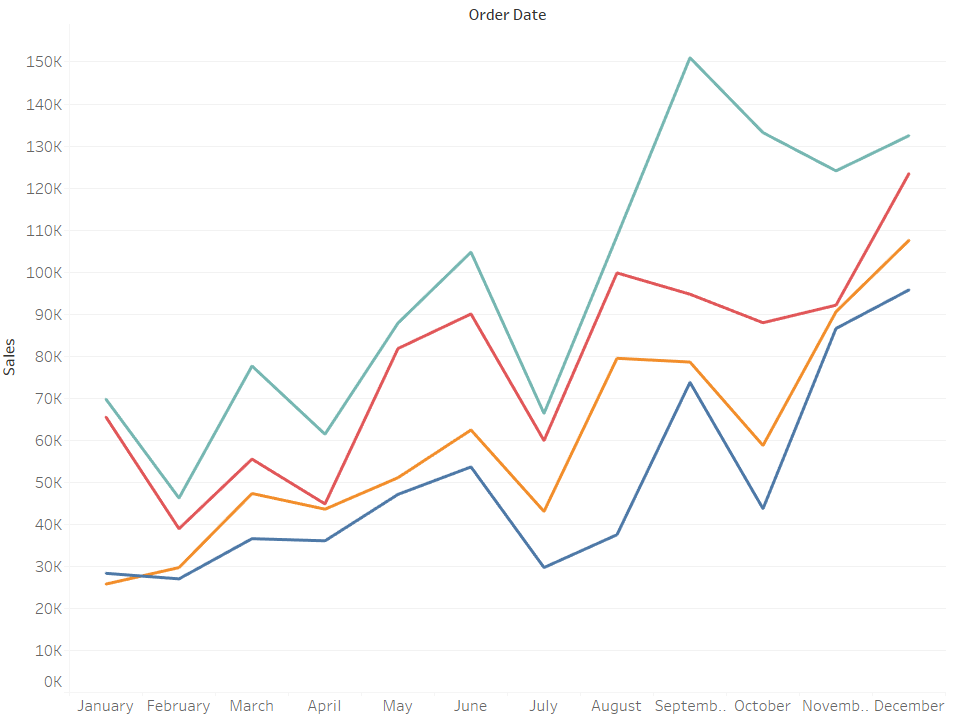 Order Date
150K
140K
130K
120K
110K
100K
90K
80K
70K
60K
50K
40K
30K
20K
10K
0K
Sales
January February March April May June July August Septemb.. October Novemb.. December